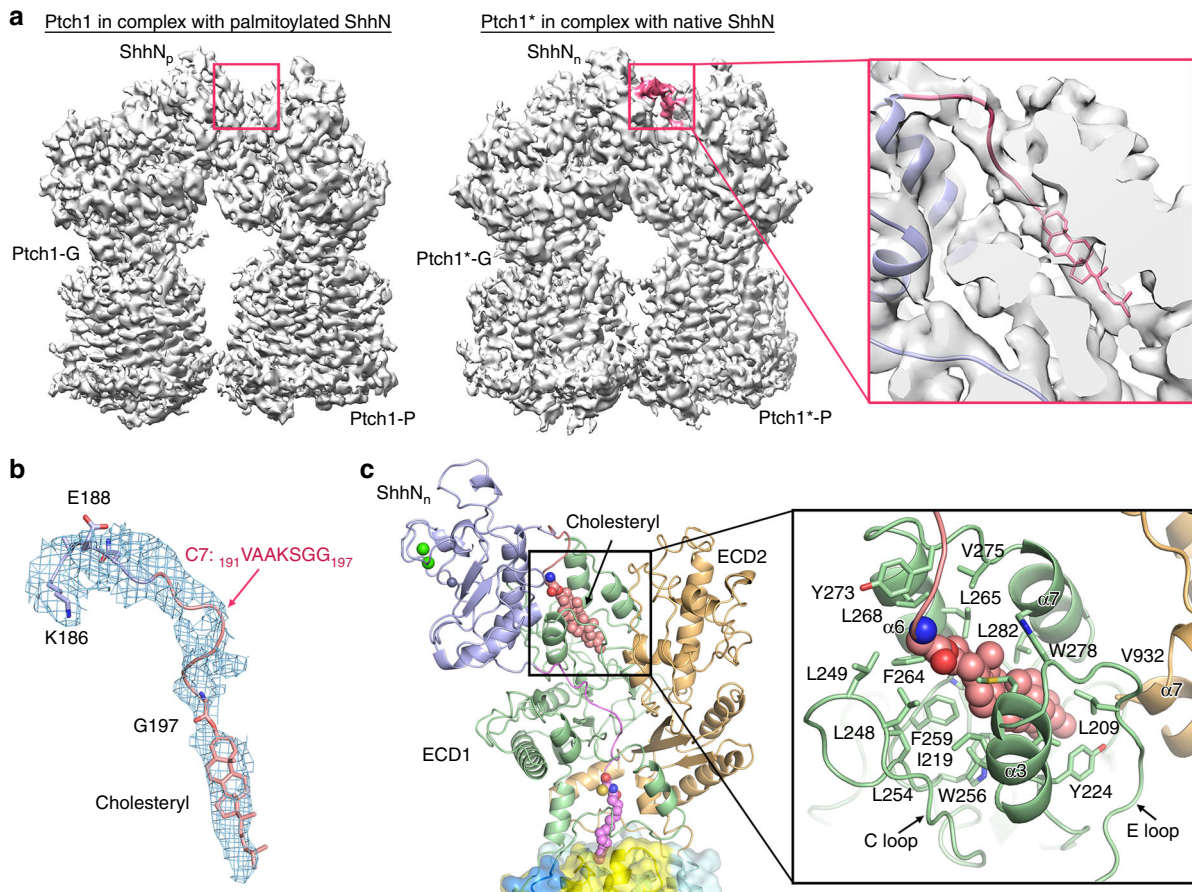 a
Ptch1 in complex with palmitoylated ShhN
Ptch1* in complex with native ShhN
ShhNp
ShhNn
Ptch1-G
Ptch1*-G
Ptch1-P
Ptch1*-P
b
E188
C7: 191VAAKSGG197
K186
G197
Cholesteryl
c
ShhNn
Cholesteryl
ECD2
ECD1
V275
Y273
L265
L268
α7
α6
L282
W278
V932
L249
F264
α7
L209
L248
F259
I219
α3
Y224
L254
W256
C loop
E loop